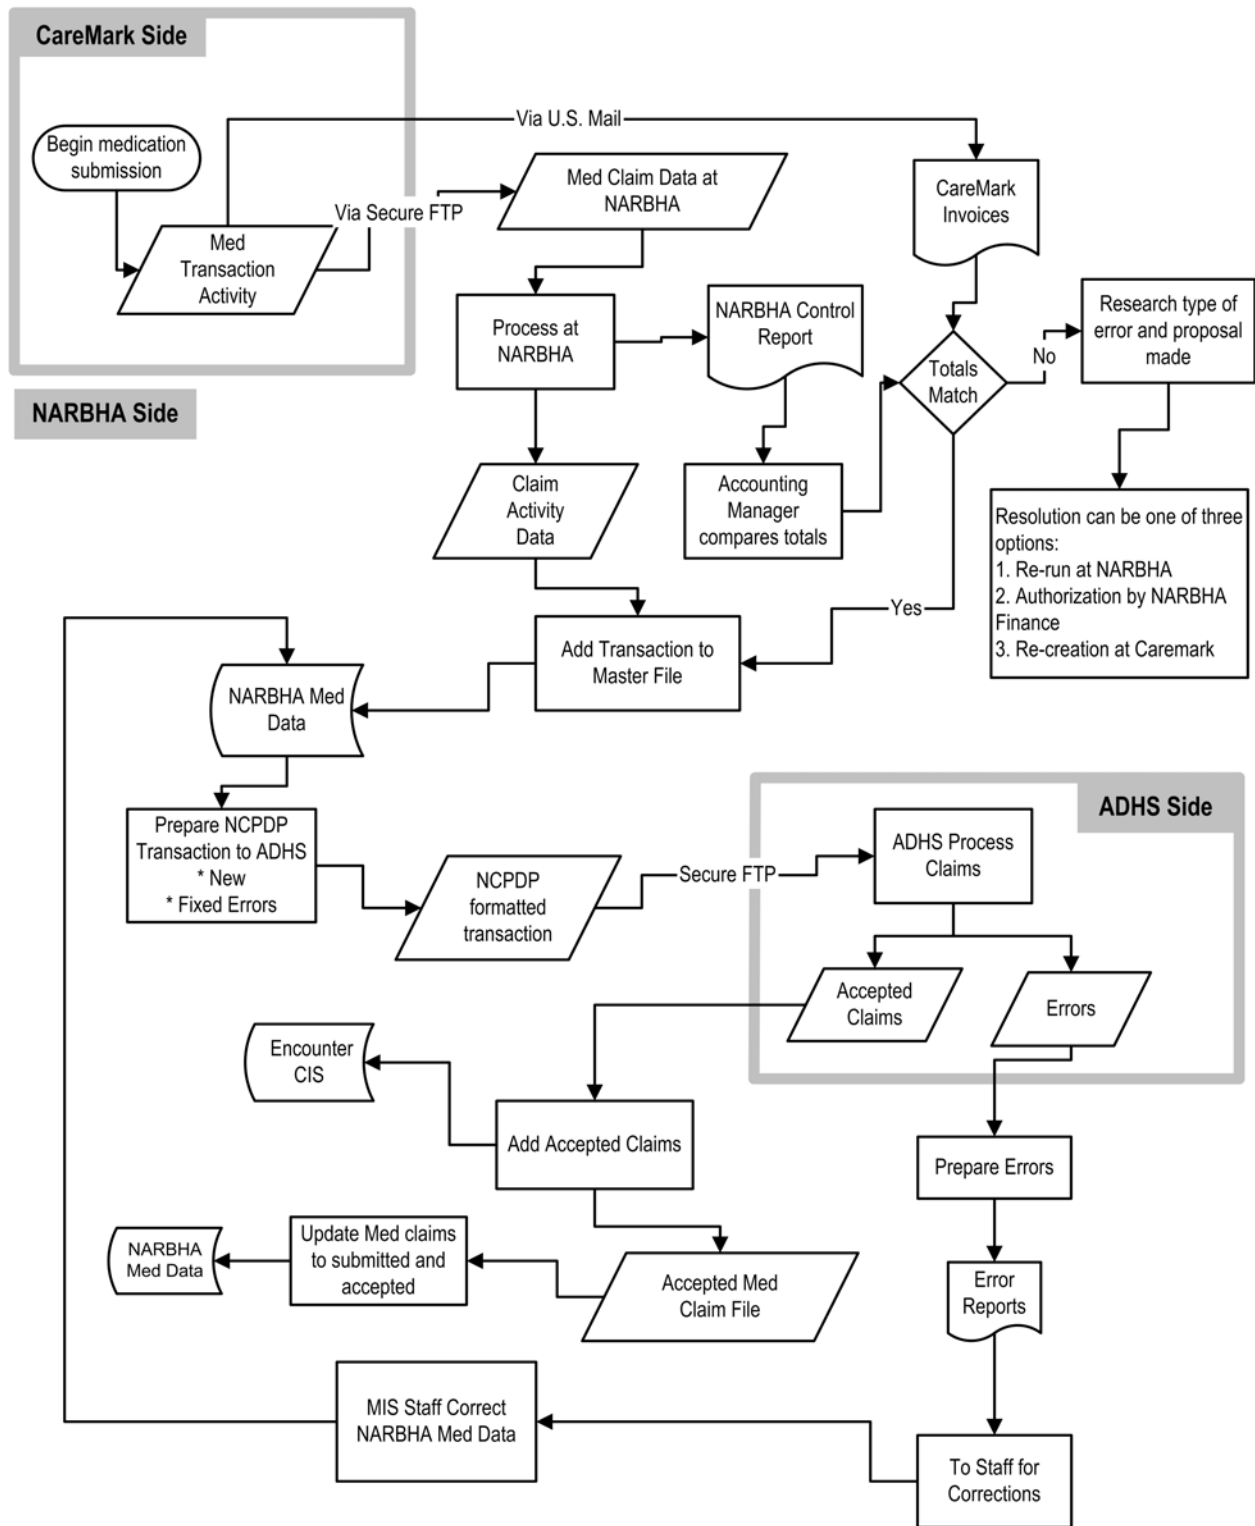 CareMark Side
Via U.S. Mail
Begin medication
submission
Med Claim Data at
NARBHA
CareMark
Invoices
Via Secure FTP
Med
Transaction
Activity
Process at
NARBHA
NARBHA Control
Report
Totals
Match
No
Research type of
error and proposal
made
NARBHA Side
Claim
Activity
Data
Accounting
Manager
compares totals
Resolution can be one of three
options:
1. Re-run at NARBHA
2. Authorization by NARBHA
Finance
3. Re-creation at Caremark
Yes
Add Transaction to
Master File
NARBHA Med
Data
ADHS Side
Prepare NCPDP
Transaction to ADHS
* New
* Fixed Errors
NCPDP
formatted
transaction
Secure FTP
ADHS Process
Claims
Accepted
Claims
Errors
Encounter
CIS
Add Accepted Claims
Prepare Errors
NARBHA
Med Data
Update Med claims
to submitted and
accepted
Accepted Med
Claim File
Error
Reports
MIS Staff Correct
NARBHA Med Data
To Staff for
Corrections